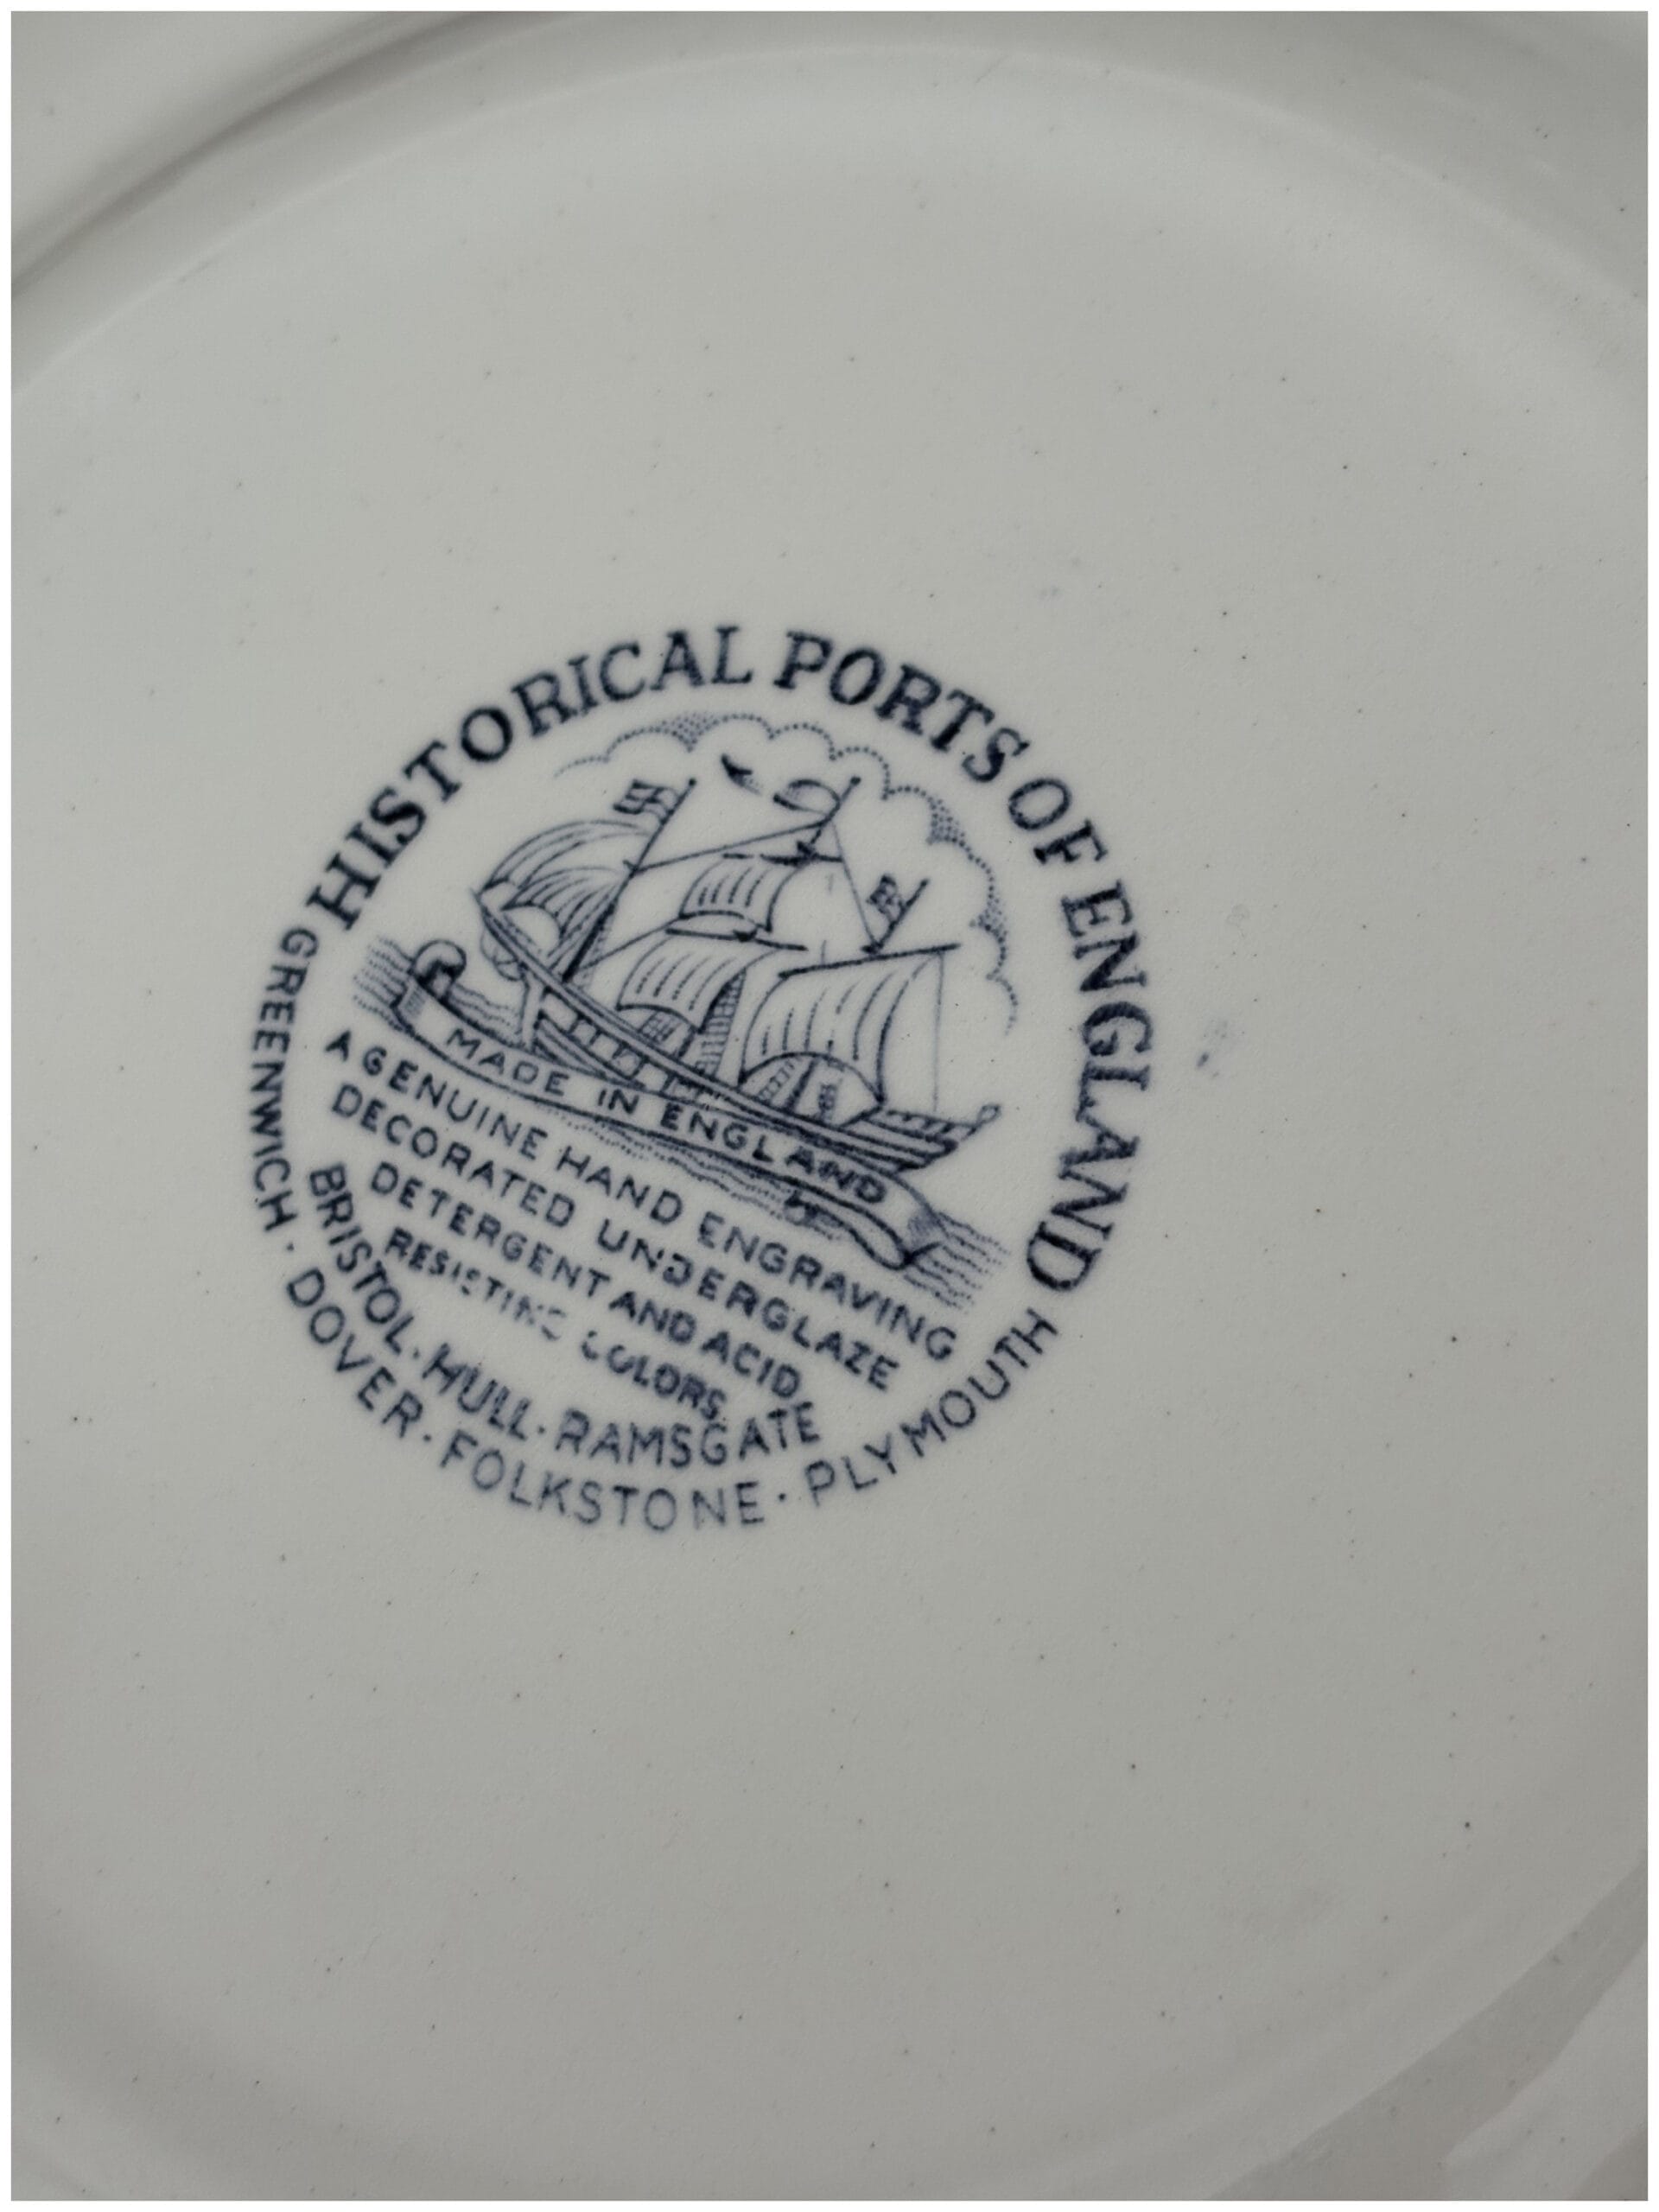 HISTORICAL PORTS OF ENGLAND
MADE IN ENGLAND
A GENUINE HAND ENGRAVING
DECORATED UNDERGLAZE
DETERGENT AND ACID
RESISTING COLORS.
BRISTOL. HULL. RAMSGATE
GREENWICH · DOVER · FOLKSTONE · PLYMOUTH